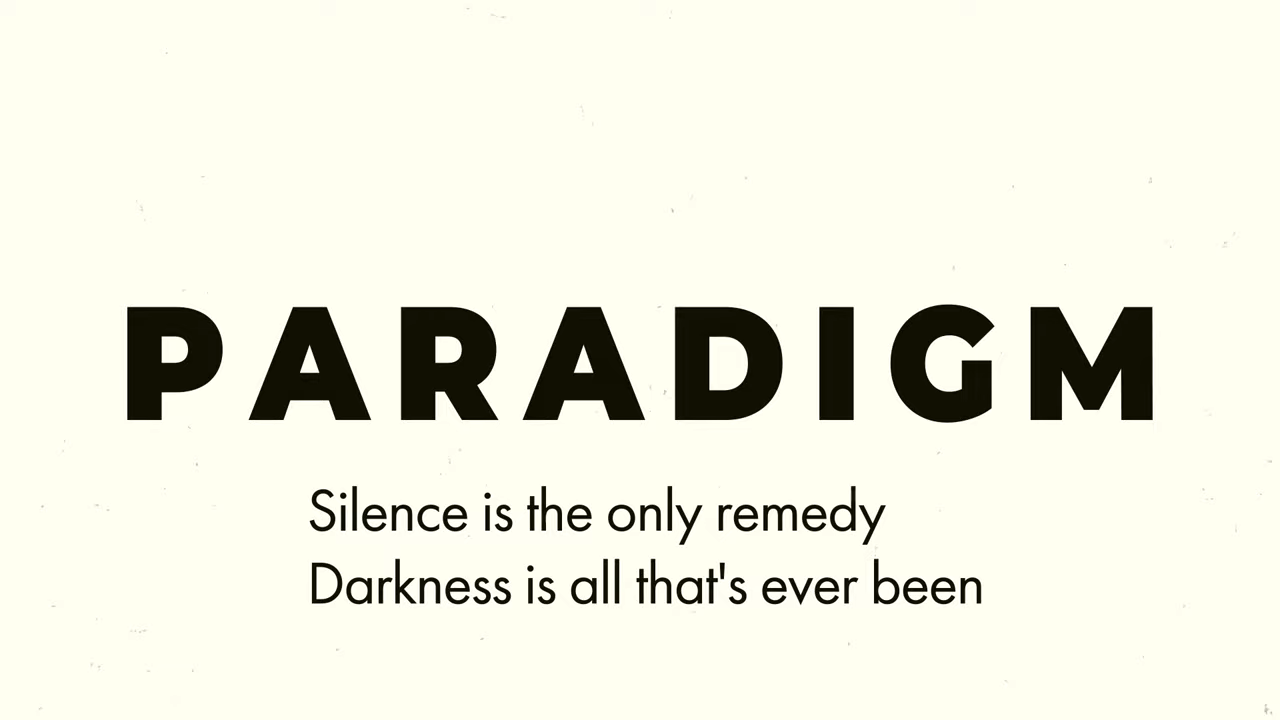 PARADIGM
Silence is the only remedy
Darkness is all that's ever been